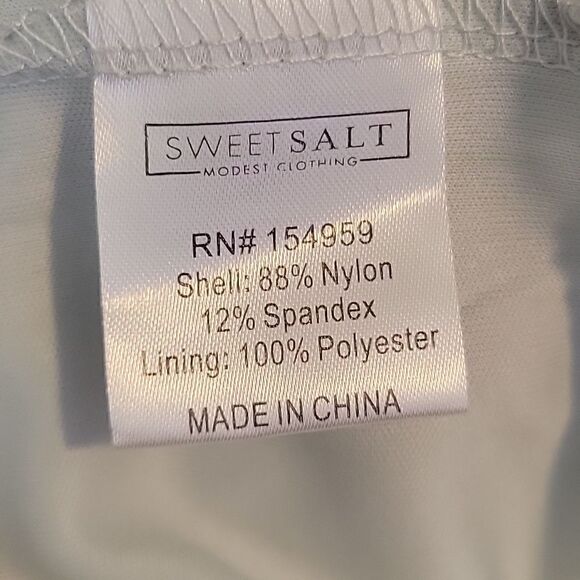 SWEETSALT
MODEST CLOTHING
RN# 154959
Shell: 88% Nylon
12% Spandex
Lining: 100% Polyester
MADE IN CHINA